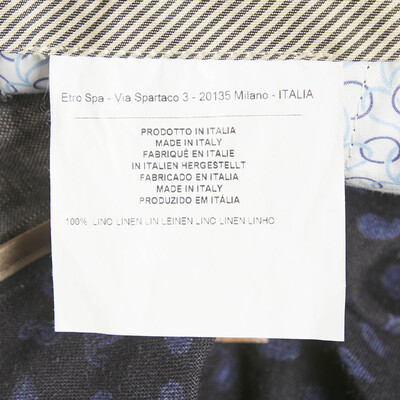 Etro Spa - Via Spartaco 3 - 20135 Milano - ITALIA
PRODOTTO IN ITALIA
MADE IN ITALY
FABRIQUÉ EN ITALIE
IN ITALIEN HERGESTELLT
FABRICADO EN ITALIA
MADE IN ITALY
PRODUZIDO EM ITÁLIA
100% LINO LINEN LIN LEINEN LINO LINEN LINHO